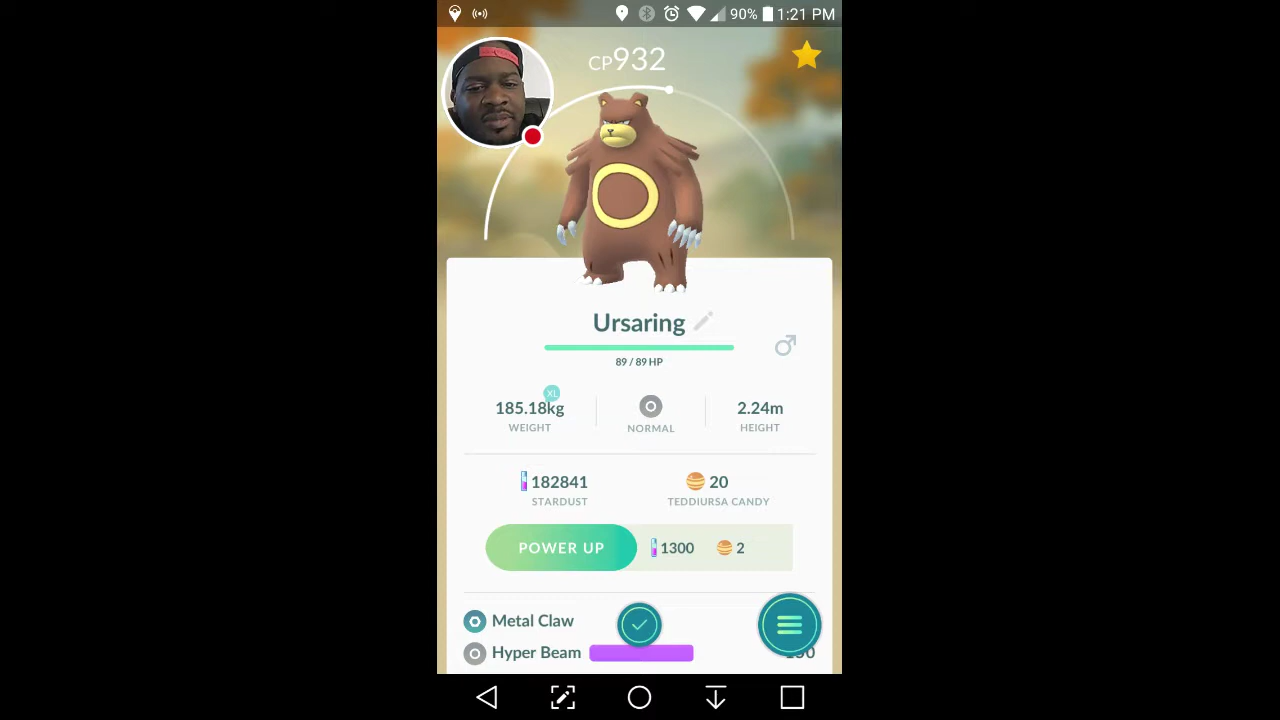 90% 1:21 PM
CP932
Ursaring
89 / 89 HP
XL
185.18kg
2.24m
WEIGHT
NORMAL
HEIGHT
182841
20
STARDUST
TEDDIURSA CANDY
POWER UP
1300
2
Metal Claw
Hyper Beam